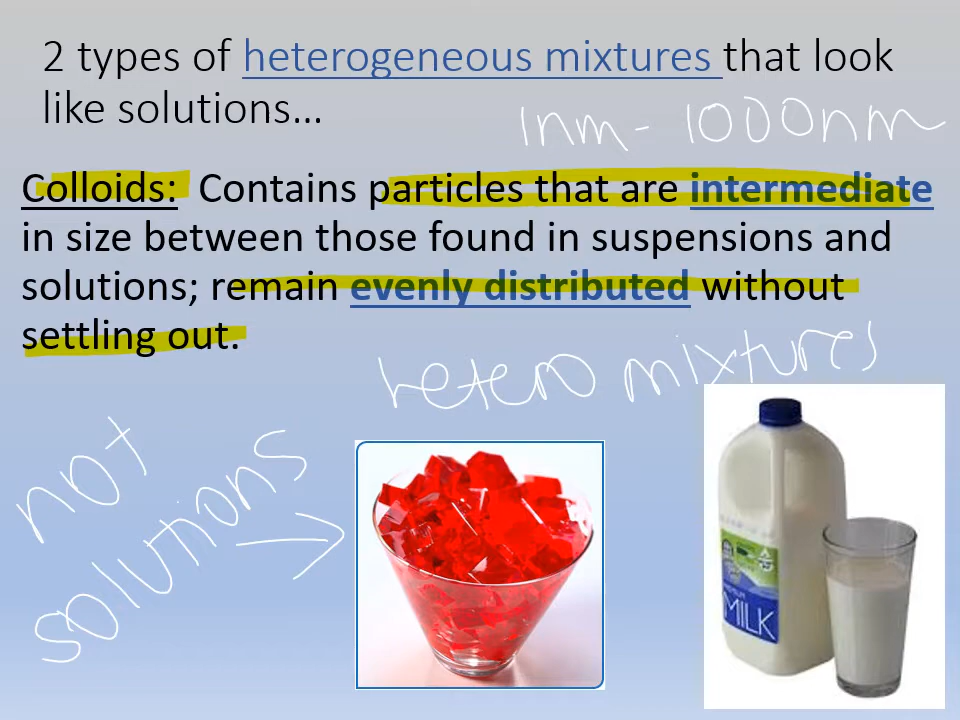 2 types of heterogeneous mixtures that look
like solutions…
1nm - 1000nm
Colloids: Contains particles that are intermediate
in size between those found in suspensions and
solutions; remain evenly distributed without
settling out.
hetero mixtures
not
solutions
MILK